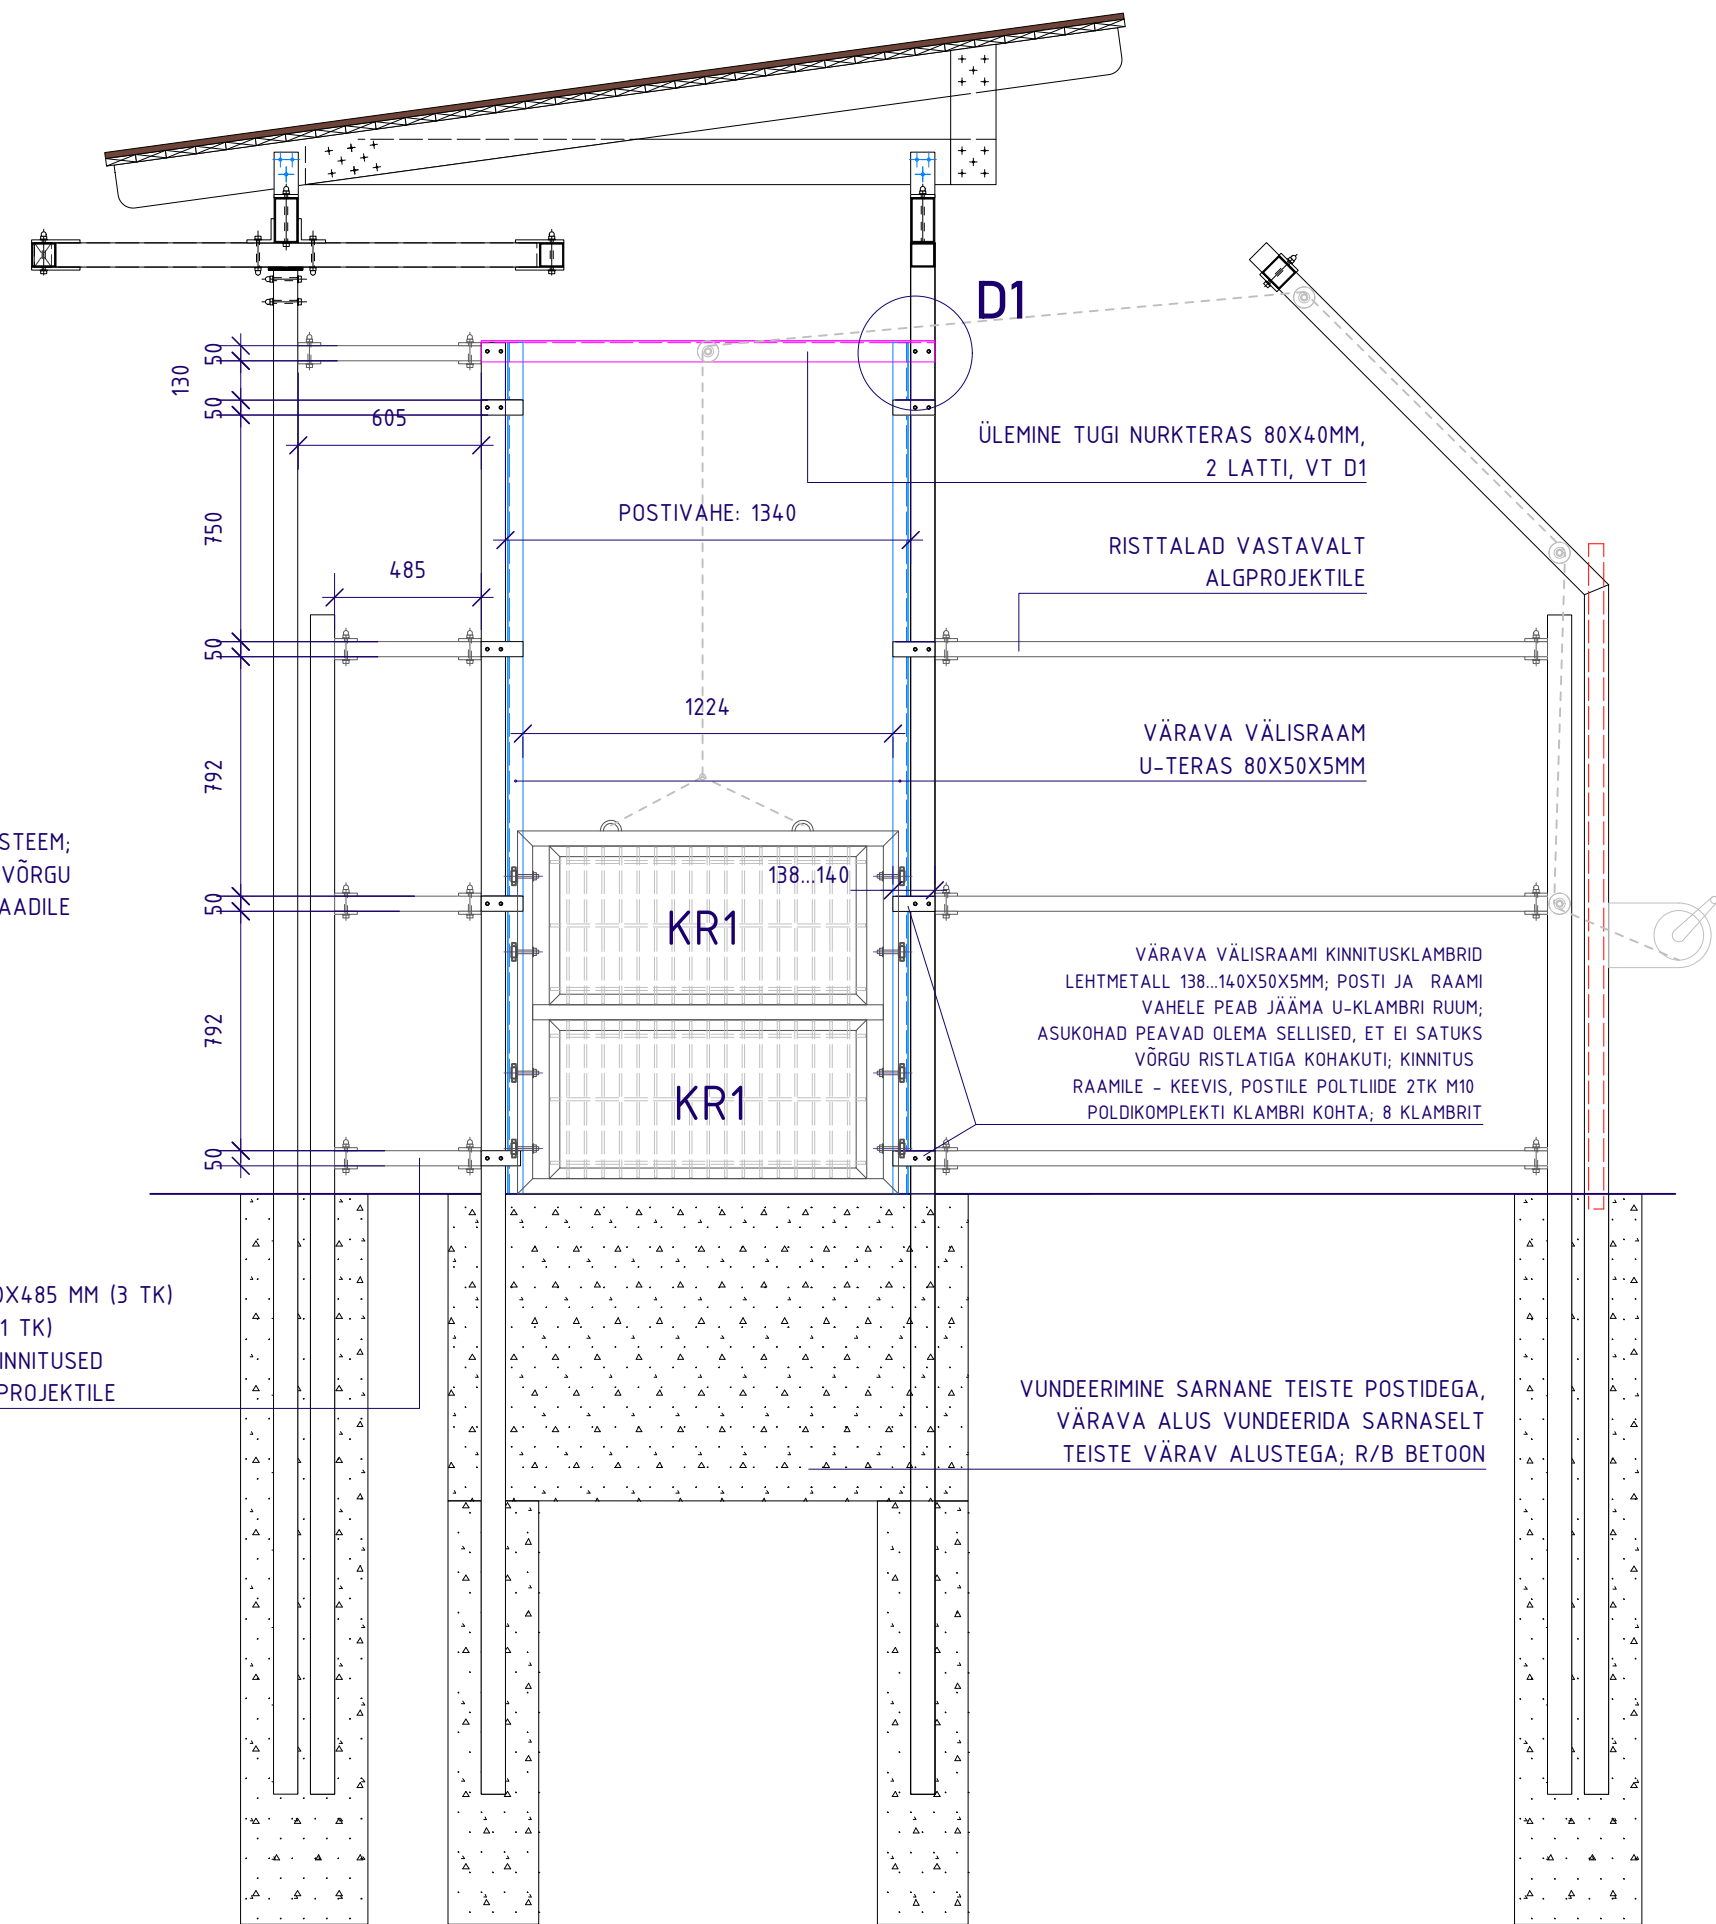 D1
50
130
50
605
ÜLEMINE TUGI NURKTERAS 80X40MM,
2 LATTI, VT D1
750
POSTIVAHE: 1340
RISTTALAD VASTAVALT
ALGPROJEKTILE
485
50
1224
VÄRAVA VÄLISRAAM
U-TERAS 80X50X5MM
792
STEEM;
VÕRGU
AADILE
138...140
50
KR1
VÄRAVA VÄLISRAAMI KINNITUSKLAMBRID
LEHTMETALL 138...140X50X5MM; POSTI JA RAAMI
VAHELE PEAB JÄÄMA U-KLAMBRI RUUM;
ASUKOHAD PEAVAD OLEMA SELLISED, ET EI SATUKS
VÕRGU RISTLATIGA KOHAKUTI; KINNITUS
RAAMILE - KEEVIS, POSTILE POLTLIIDE 2TK M10
POLDIKOMPLEKTI KLAMBRI KOHTA; 8 KLAMBRIT
792
KR1
50
0X485 MM (3 TK)
1 TK)
INNITUSED
PROJEKTILE
VUNDEERIMINE SARNANE TEISTE POSTIDEGA,
VÄRAVA ALUS VUNDEERIDA SARNASELT
TEISTE VÄRAV ALUSTEGA; R/B BETOON